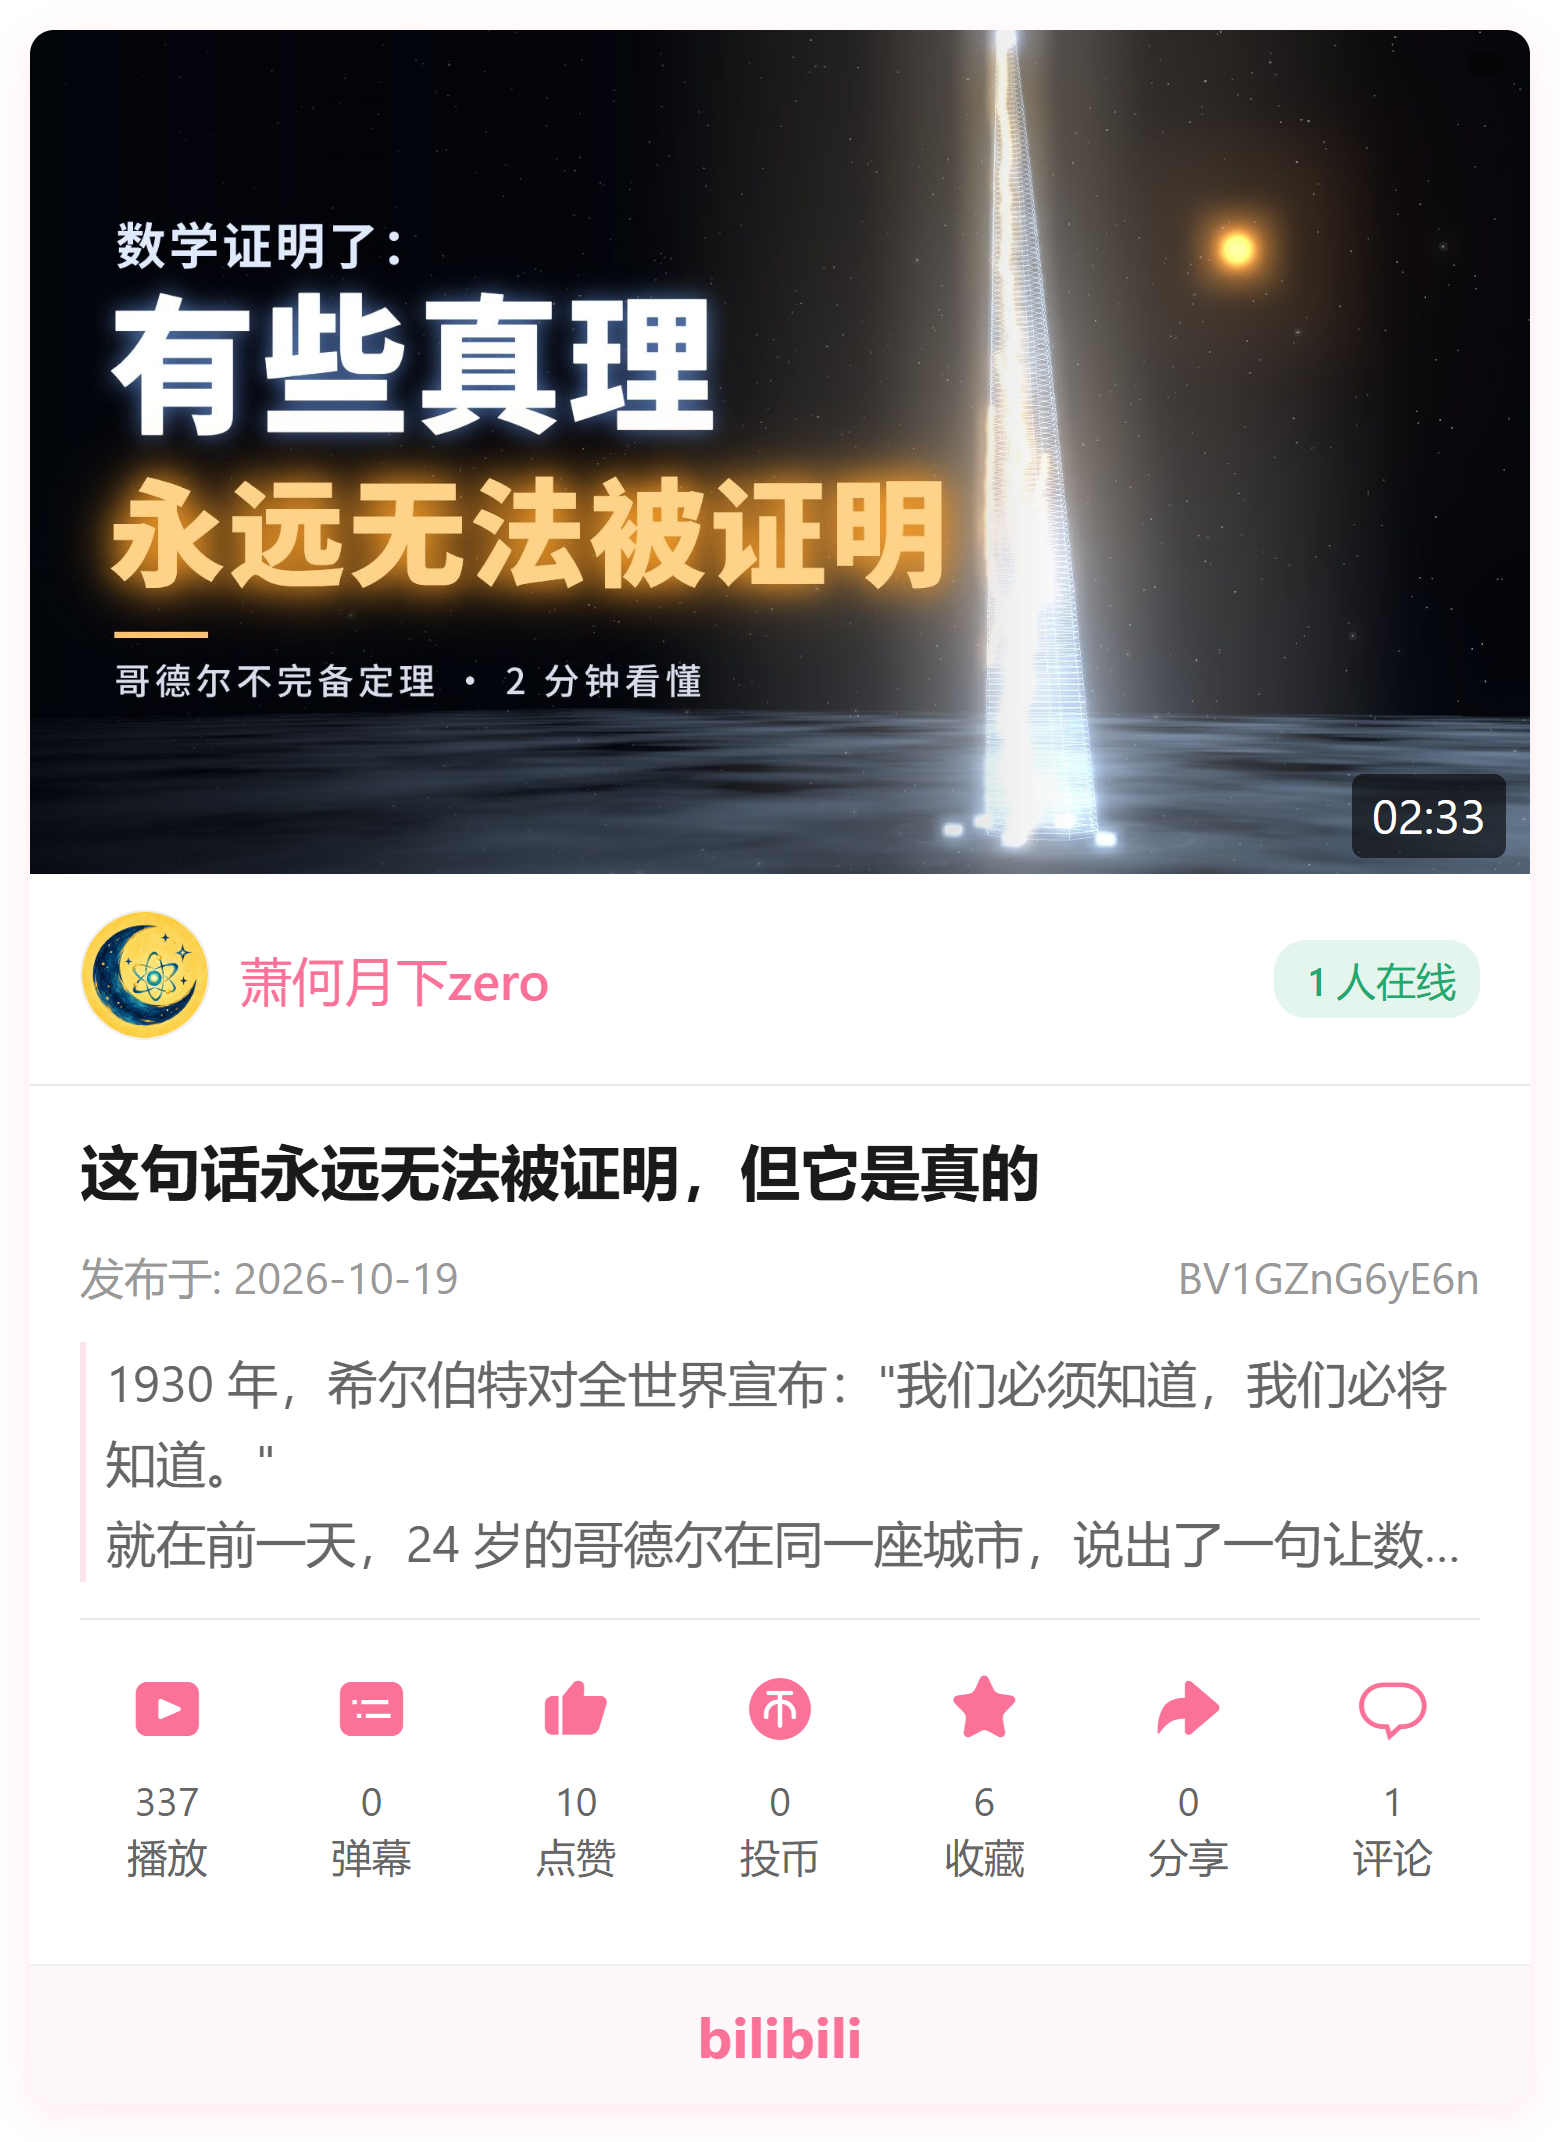 数学证明了：
有些真理
永远无法被证明
哥德尔不完备定理 · 2 分钟看懂
02:33
萧何月下zero
1 人在线
这句话永远无法被证明，但它是真的
发布于: 2026-10-19
BV1GZnG6yE6n
1930 年，希尔伯特对全世界宣布："我们必须知道，我们必将
知道。"
就在前一天，24 岁的哥德尔在同一座城市，说出了一句让数...
337
0
10
0
6
0
1
播放
弹幕
点赞
投币
收藏
分享
评论
bilibili